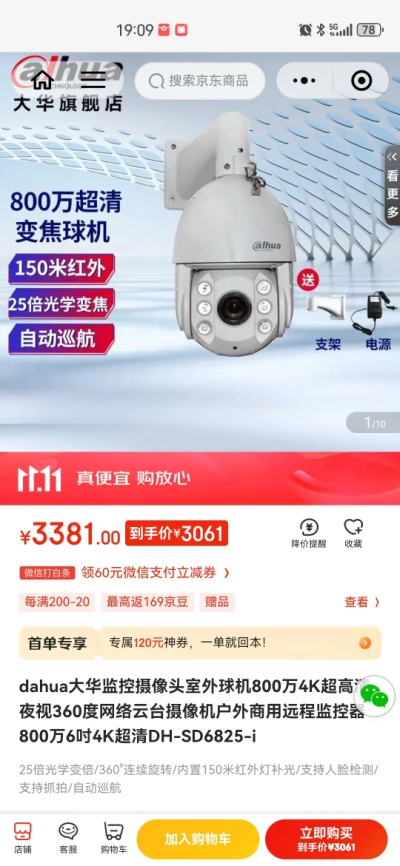 19:09
5G
78
alhua
TECHNOLOGY
大华旗舰店
搜索京东商品
800万超清
变焦球机
150米红外
25倍光学变焦
自动巡航
alhua
送
支架
电源
《
看更多
1/10
11.11
真便宜 购放心
¥3381.00
到手价¥3061
降价提醒
收藏
微信打白条
领60元微信支付立减券 >
每满200-20
最高返169京豆
赠品
查看 >
首单专享
专属120元神券，一单就回本！
dahua大华监控摄像头室外球机800万4K超高清
夜视360度网络云台摄像机户外商用远程监控器
800万6吋4K超清DH-SD6825-i
25倍光学变倍/360°连续旋转/内置150米红外灯补光/支持人脸检测/
支持抓拍/自动巡航
店铺
客服
购物车
加入购物车
立即购买
到手价¥3061